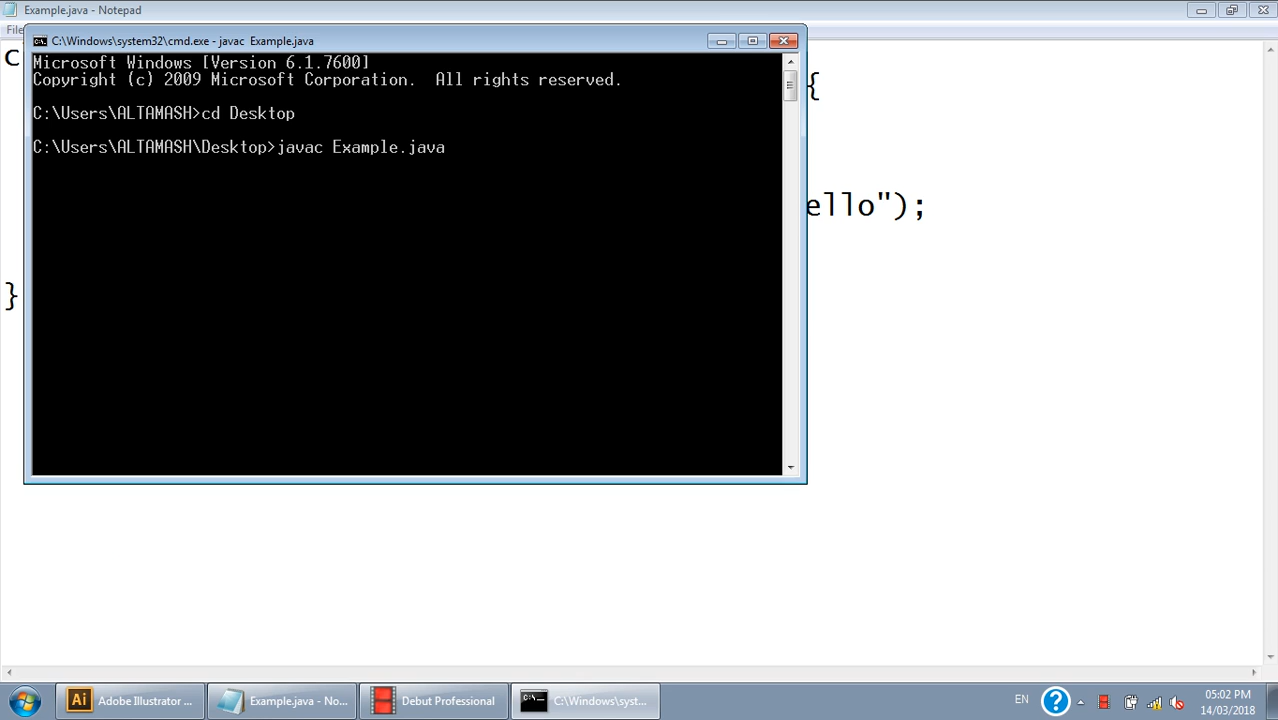 Example.java - Notepad
File
C:\Windows\system32\cmd.exe - javac  Example.java
Microsoft Windows [Version 6.1.7600]
Copyright (c) 2009 Microsoft Corporation.  All rights reserved.
C:\Users\ALTAMASH>cd Desktop
C:\Users\ALTAMASH\Desktop>javac Example.java
c
{
ello");
}
Adobe Illustrator ...
Example.java - No...
Debut Professional
C:\Windows\syst...
EN
05:02 PM
14/03/2018